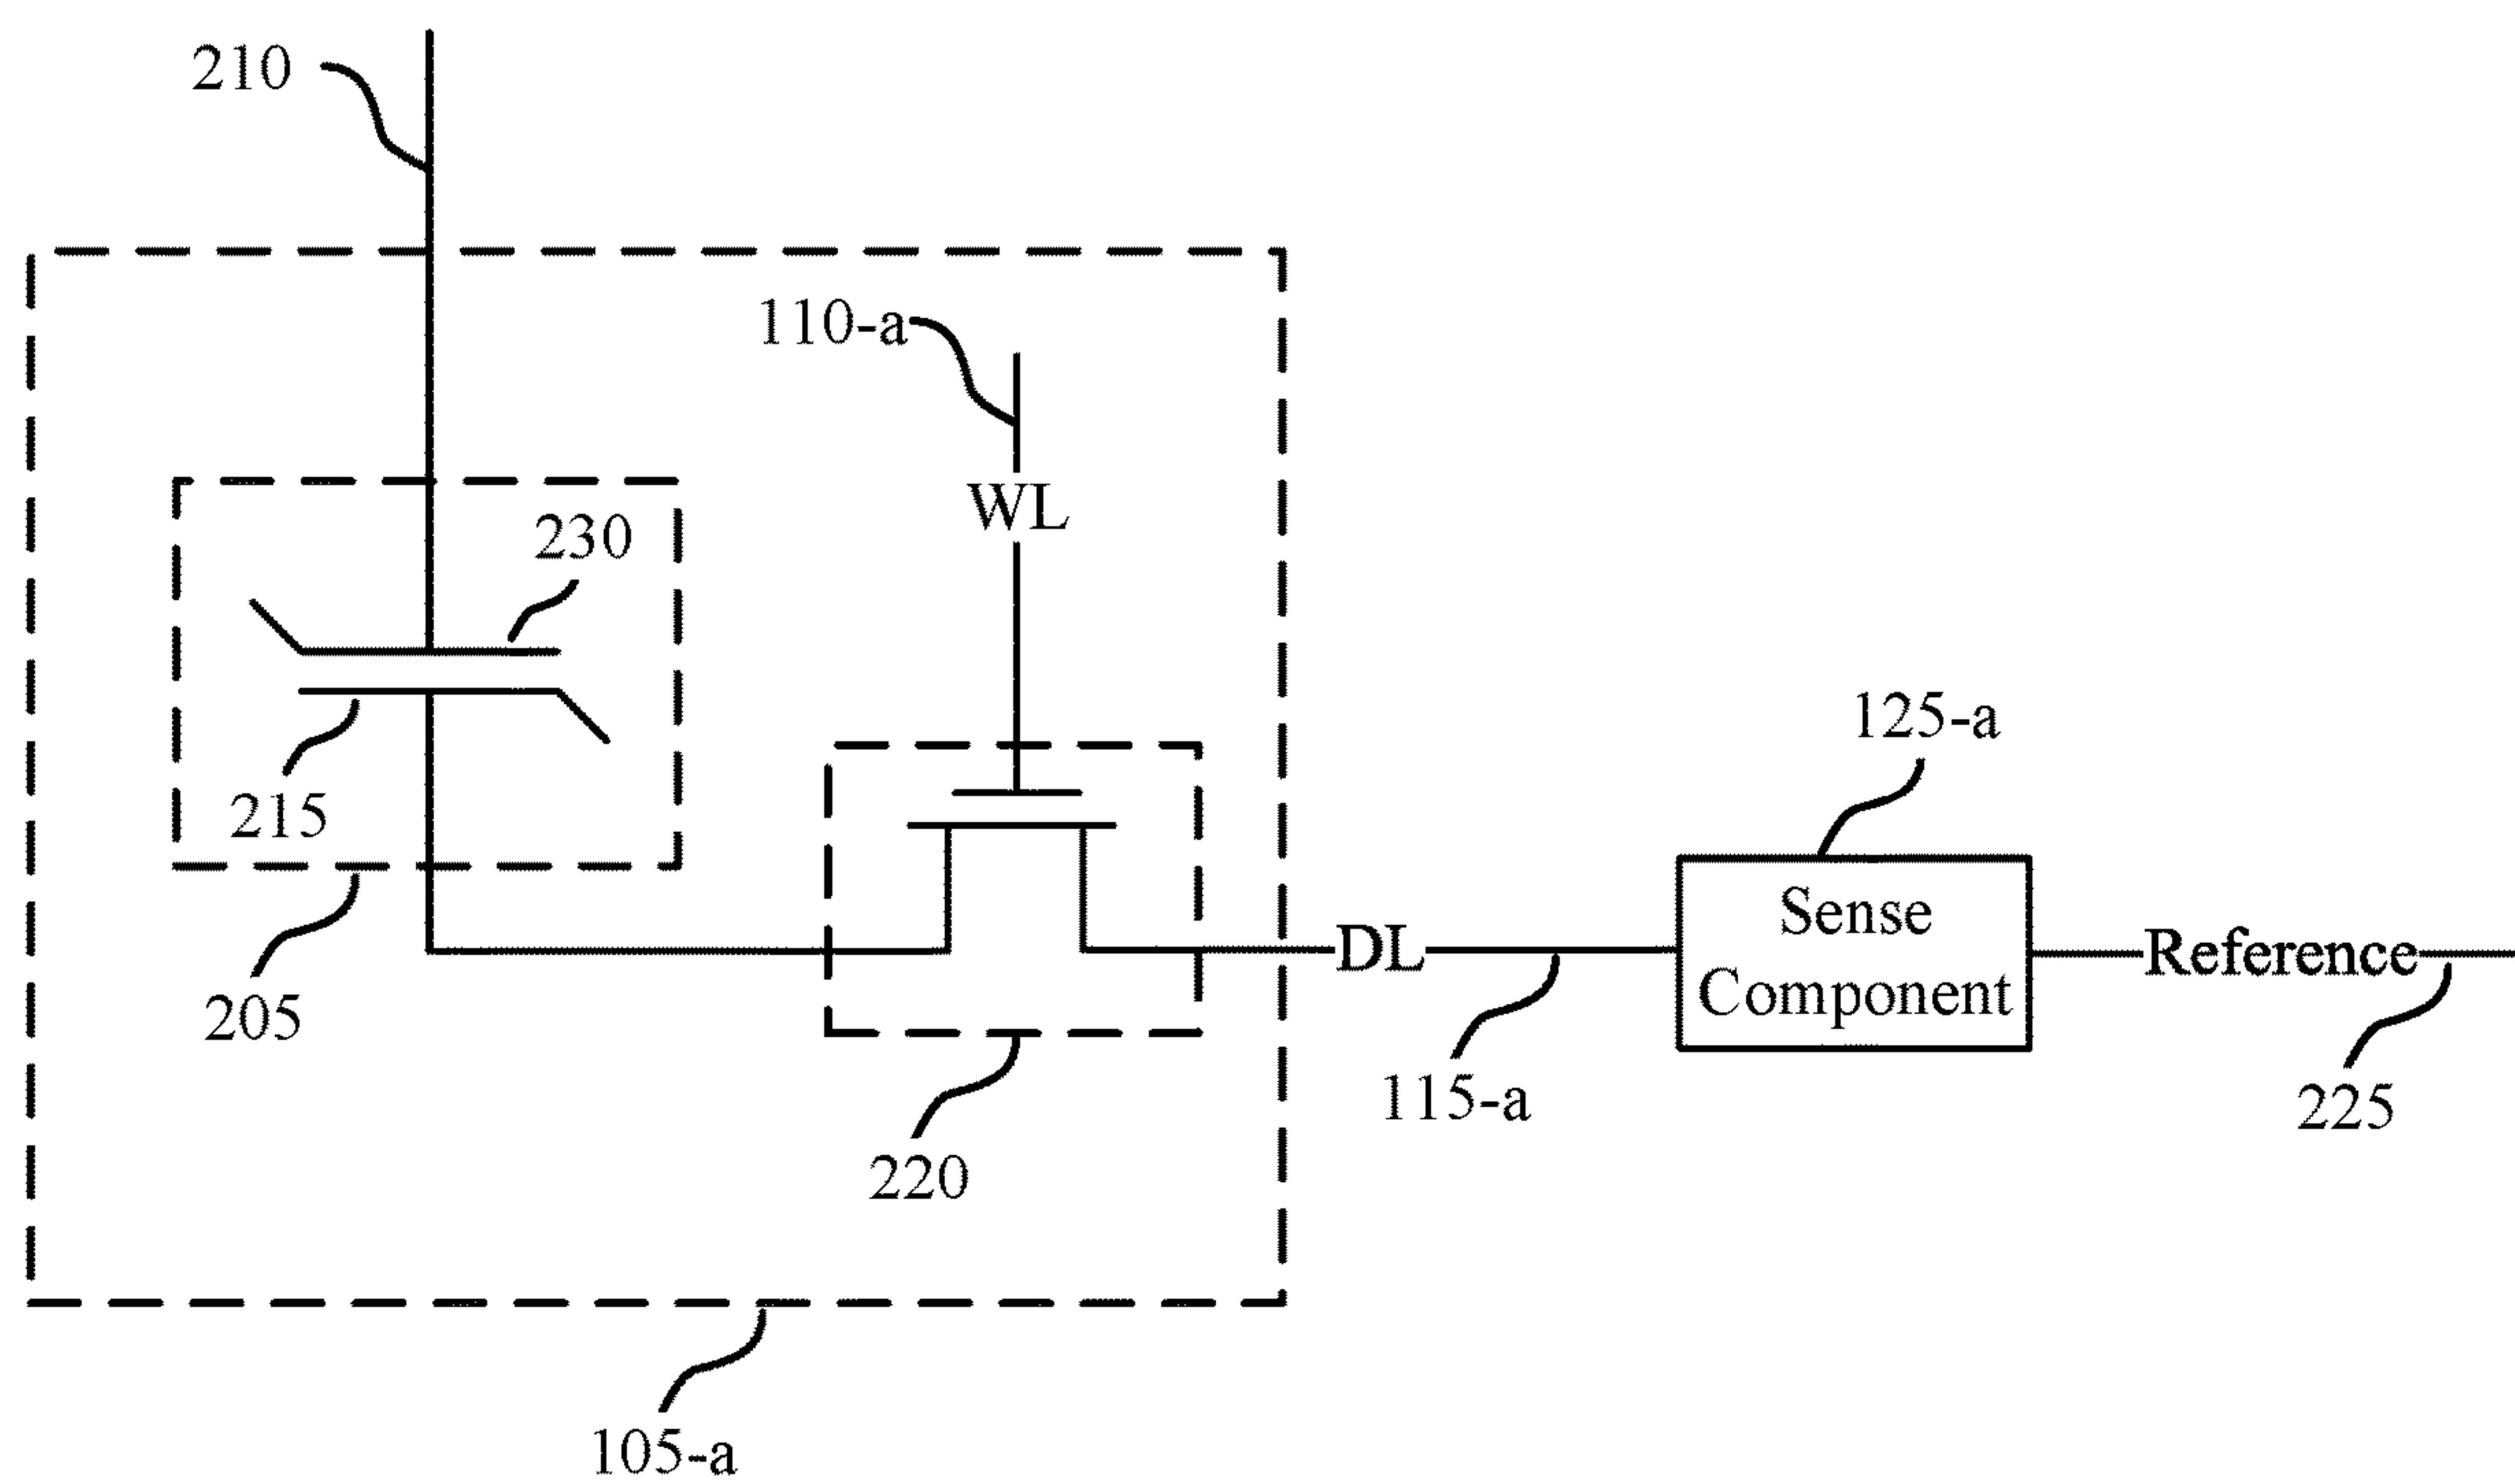 210
110-a
WL
230
215
125-a
Sense
Component
DL
Reference
205
115-a
225
220
105-a